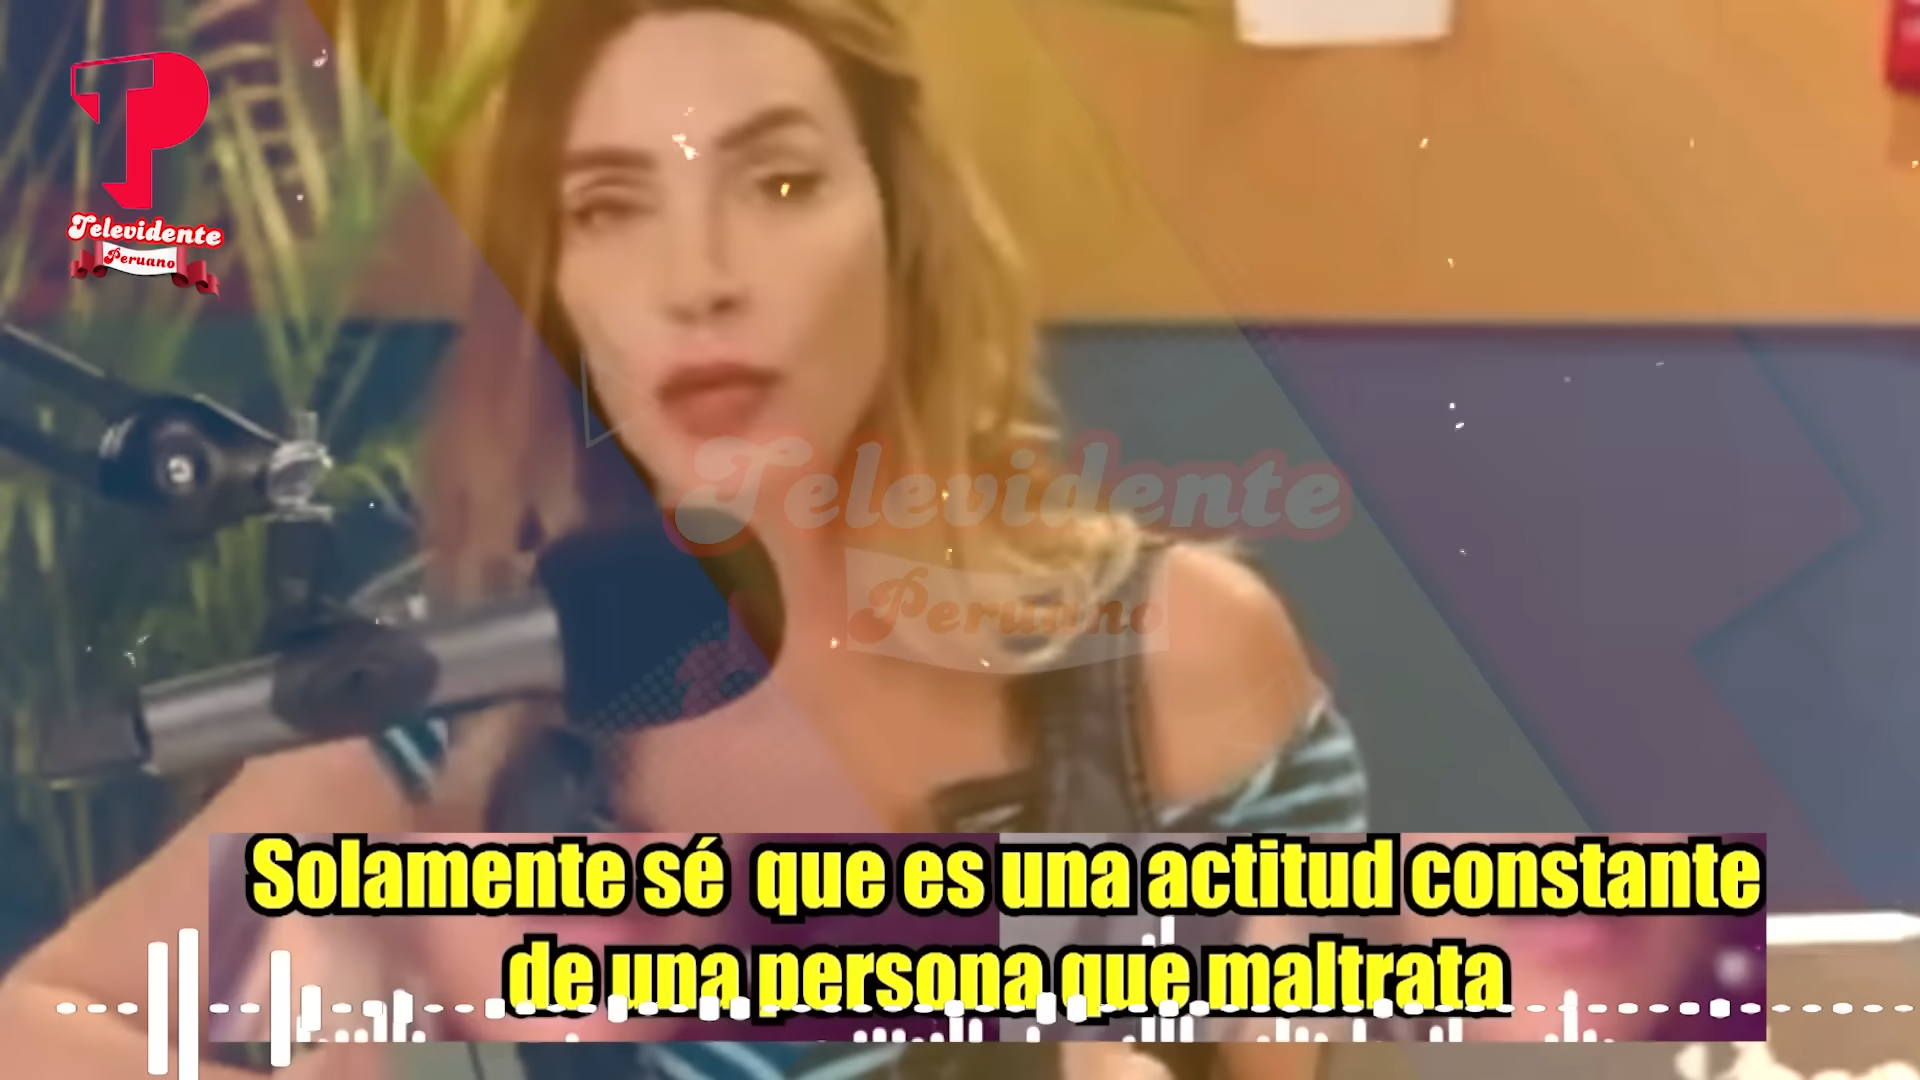 Televidente
Peruano
Televidente
Peruano
Solamente sé que es una actitud constante
de una persona que maltrata